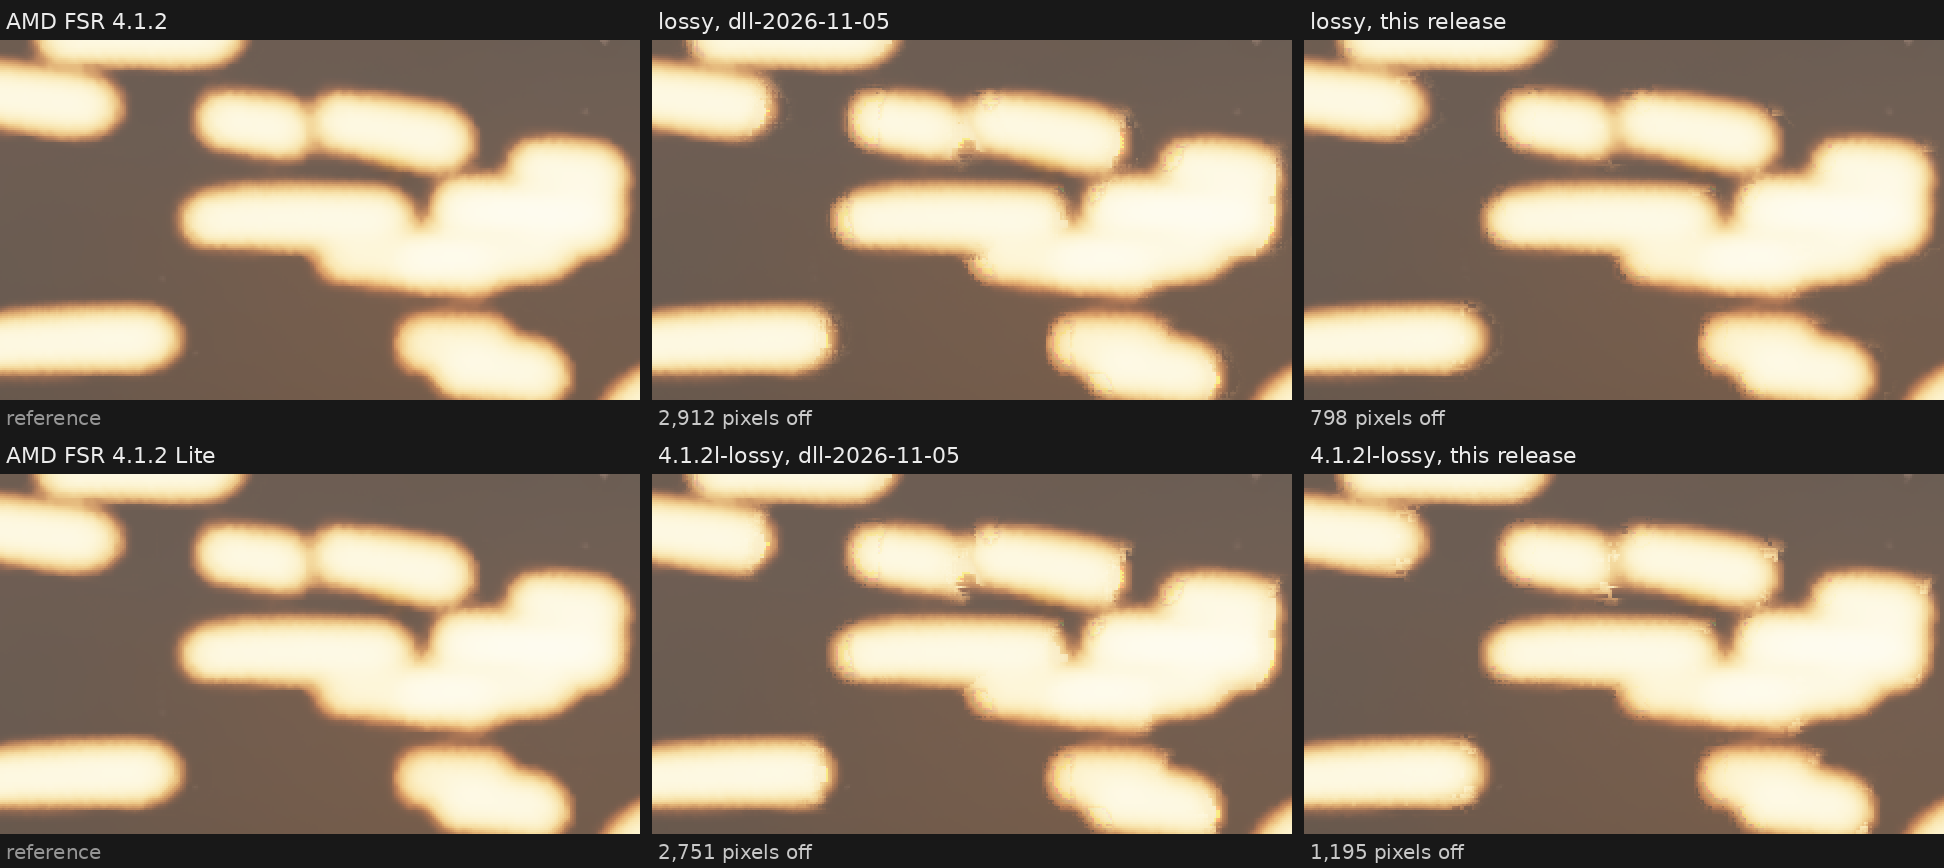 AMD FSR 4.1.2
lossy, dll-2026-11-05
lossy, this release
reference
2,912 pixels off
798 pixels off
AMD FSR 4.1.2 Lite
4.1.2l-lossy, dll-2026-11-05
4.1.2l-lossy, this release
reference
2,751 pixels off
1,195 pixels off